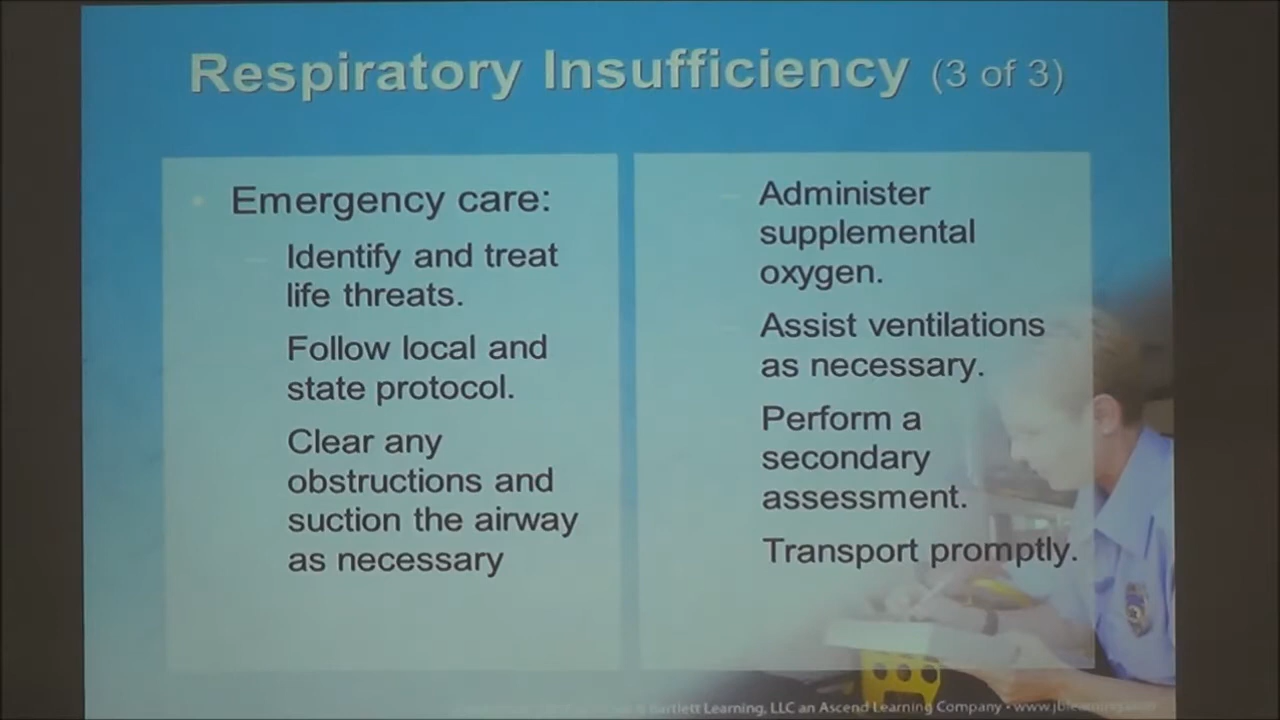 Respiratory Insufficiency (3 of 3)
• Emergency care:
– Identify and treat
life threats.
Follow local and
state protocol.
Clear any
obstructions and
suction the airway
as necessary
– Administer
supplemental
oxygen.
– Assist ventilations
as necessary.
Perform a
secondary
assessment.
Transport promptly.
Bartlett Learning, LLC an Ascend Learning Company • www.jblearning